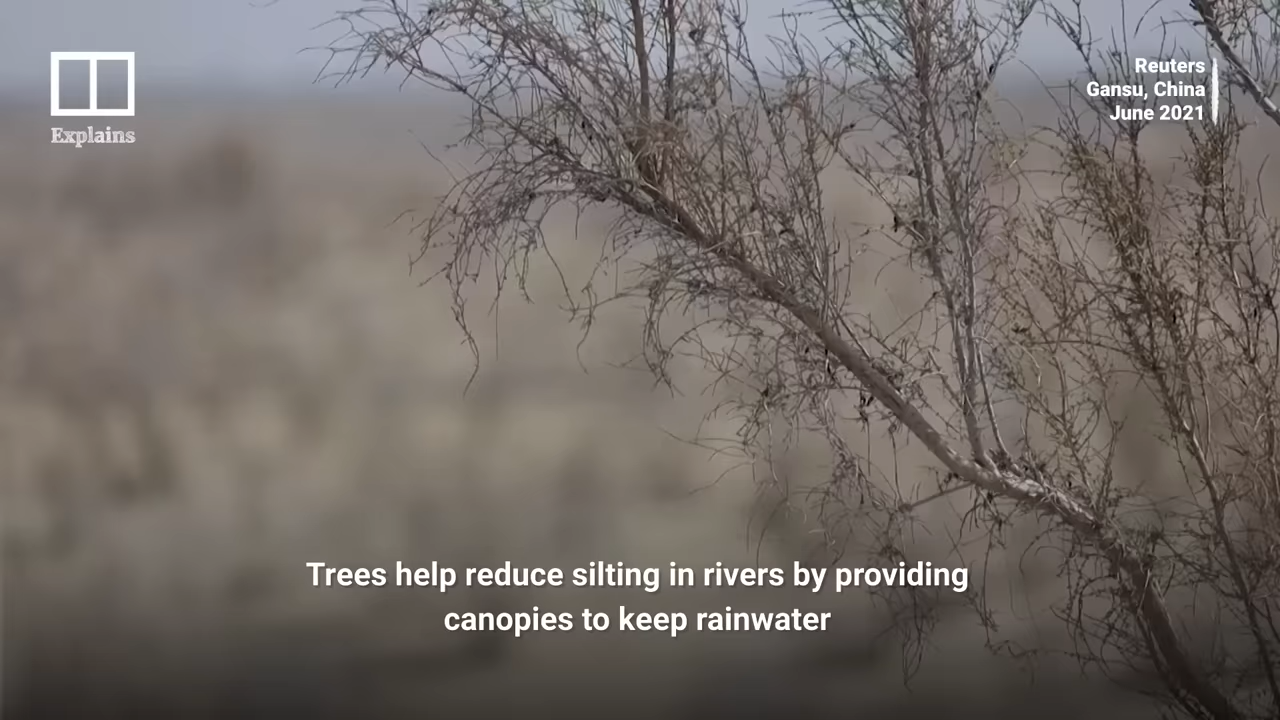 Explains
Reuters
Gansu, China
June 2021
Trees help reduce silting in rivers by providing
canopies to keep rainwater